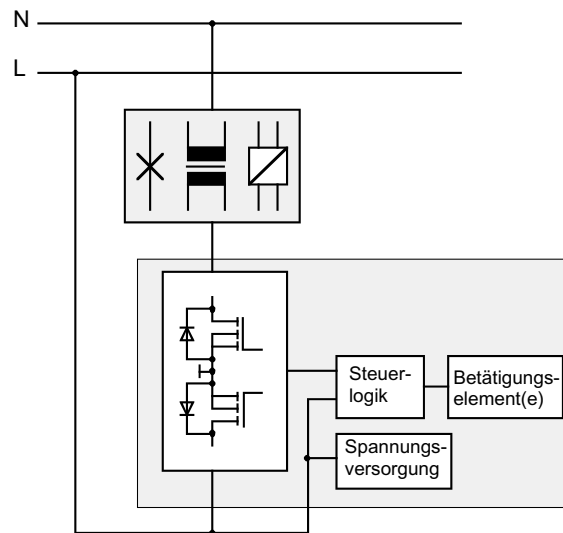 N
L
Steuer-
logik
Betätigungs-
element(e)
Spannungs-
versorgung